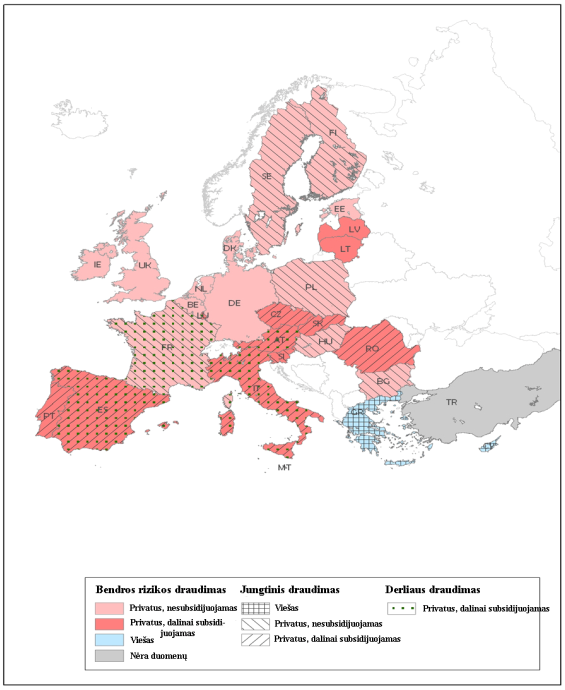 FI
SE
EE
LV
LT
DK
IE
UK
NL
BE
LU
DE
PL
CZ
SK
AT
HU
SI
FR
RO
BG
IT
PT
ES
GR
TR
MT
Bendros rizikos draudimas
Privatus, nesubsidijuojamas
Privatus, dalinai subsidi-
juojamas
Viešas
Nėra duomenų
Jungtinis draudimas
Viešas
Privatus, nesubsidijuojamas
Privatus, dalinai subsidijuojamas
Derliaus draudimas
Privatus, dalinai subsidijuojamas